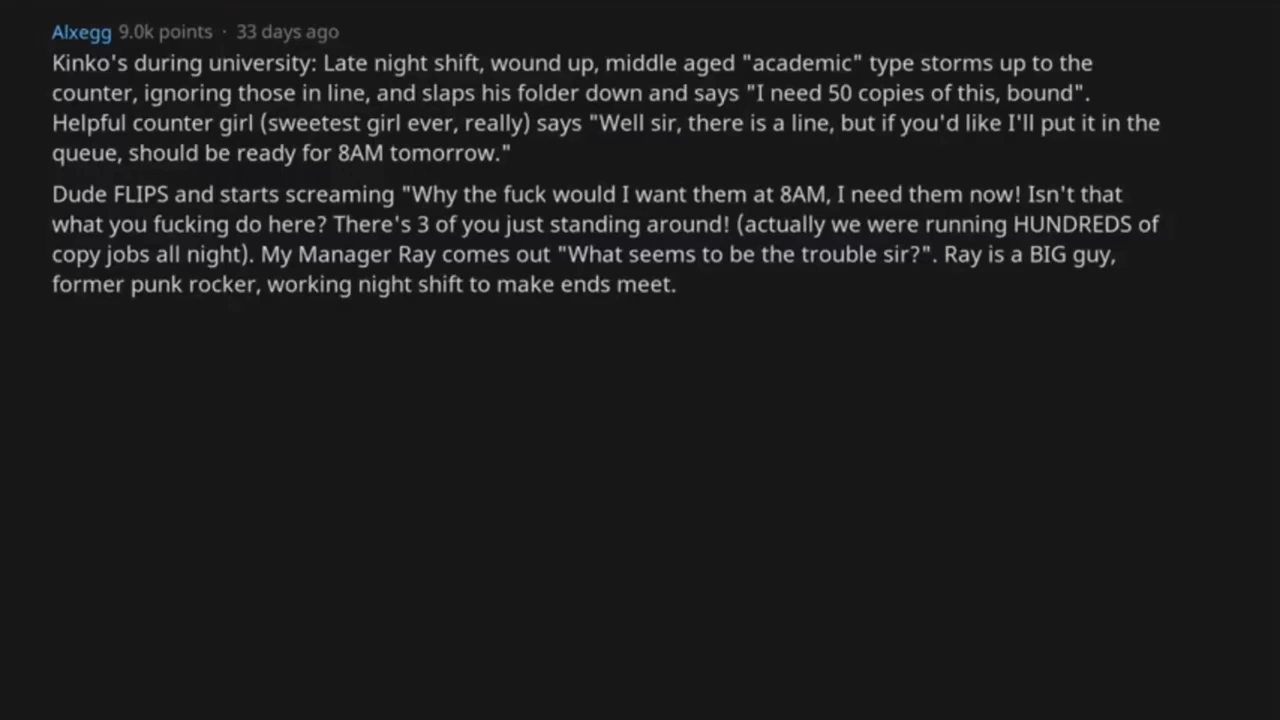 Alxegg 9.0k points · 33 days ago
Kinko's during university: Late night shift, wound up, middle aged "academic" type storms up to the
counter, ignoring those in line, and slaps his folder down and says "I need 50 copies of this, bound".
Helpful counter girl (sweetest girl ever, really) says "Well sir, there is a line, but if you'd like I'll put it in the
queue, should be ready for 8AM tomorrow."
Dude FLIPS and starts screaming "Why the fuck would I want them at 8AM, I need them now! Isn't that
what you fucking do here? There's 3 of you just standing around! (actually we were running HUNDREDS of
copy jobs all night). My Manager Ray comes out "What seems to be the trouble sir?". Ray is a BIG guy,
former punk rocker, working night shift to make ends meet.